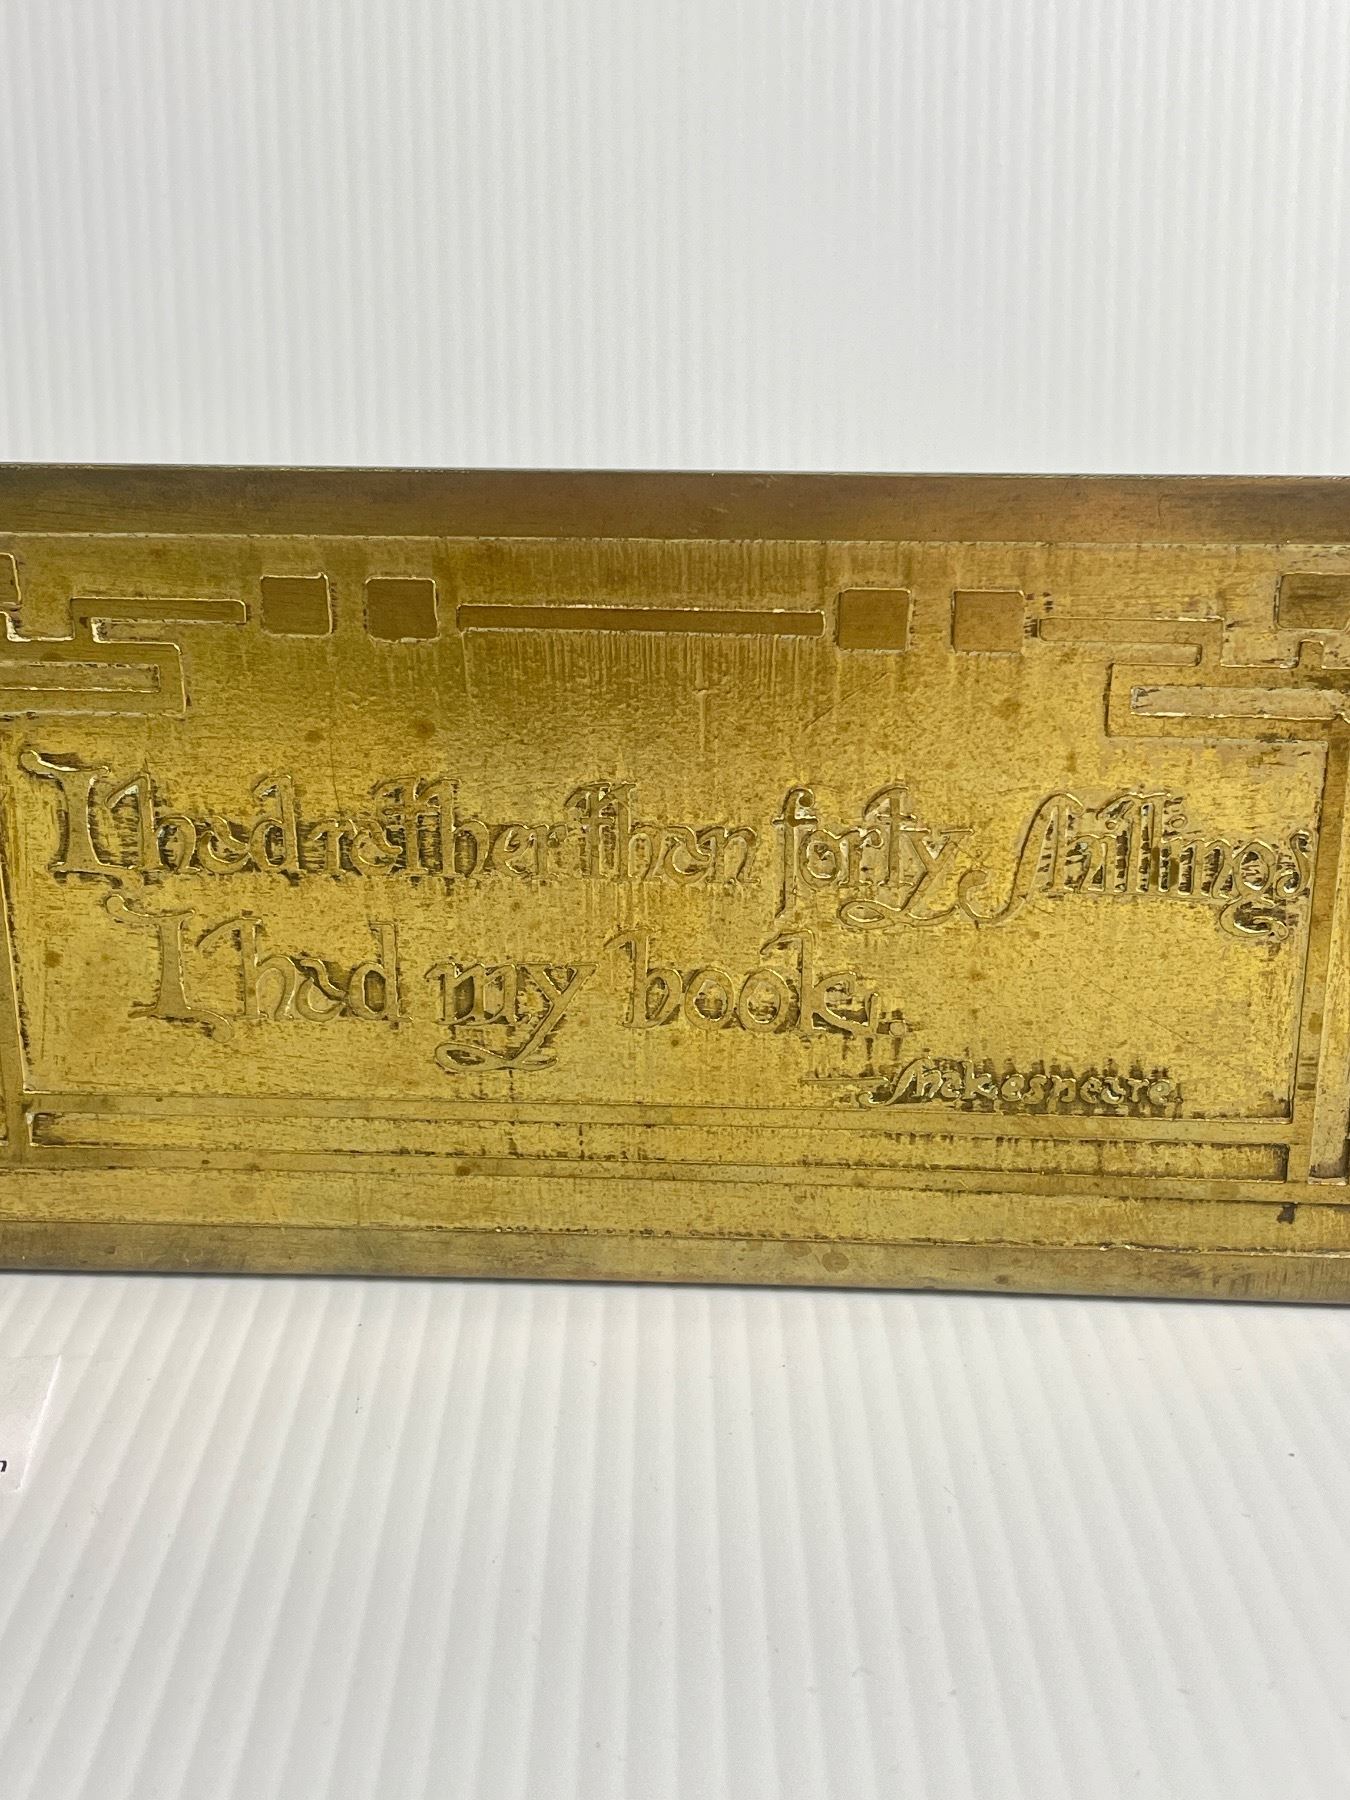 I had rather than forty shillings
I had my book.
Shakespeare
n